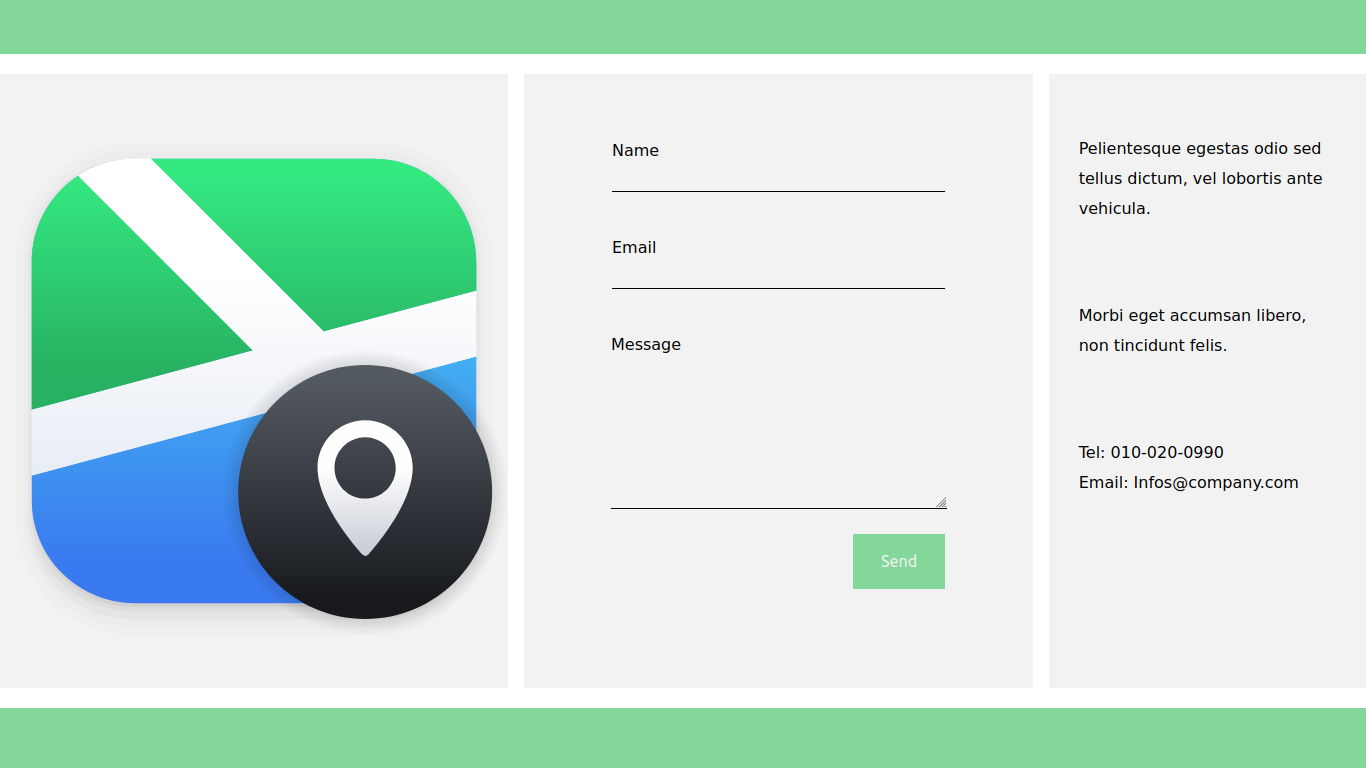 Name
Email
Message
Send
Pelientesque egestas odio sed
tellus dictum, vel lobortis ante
vehicula.
Morbi eget accumsan libero,
non tincidunt felis.
Tel: 010-020-0990
Email: Infos@company.com